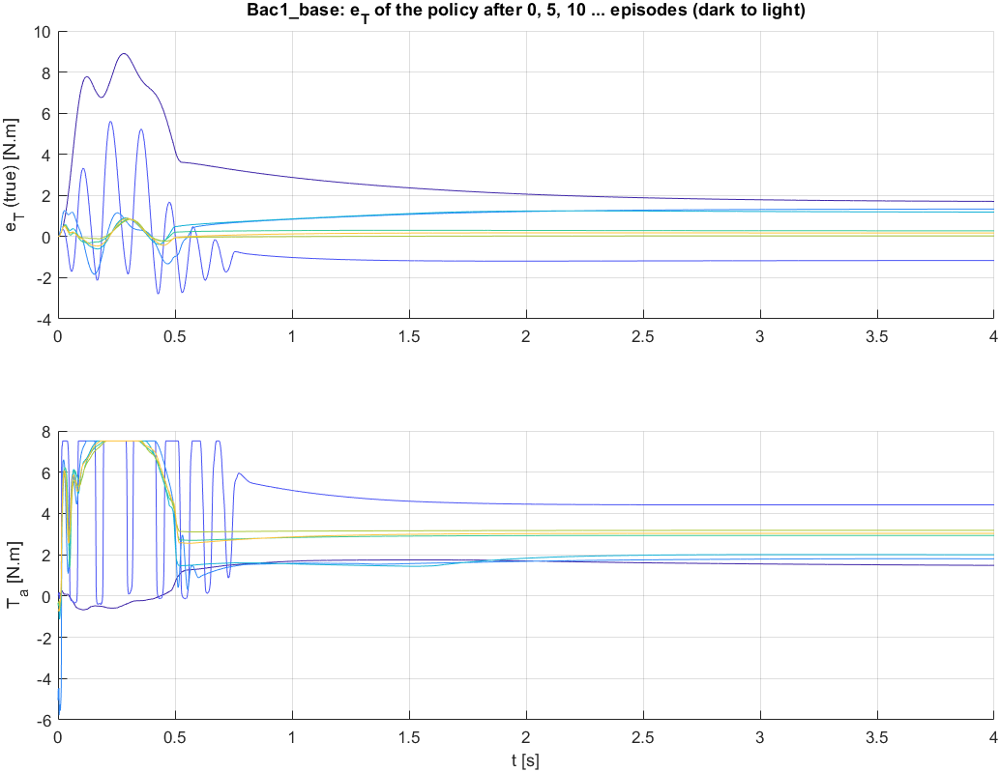 Bac1_base: e_T of the policy after 0, 5, 10 ... episodes (dark to light)
e_T (true) [N.m]
10
8
6
4
2
0
-2
-4
0 0.5 1 1.5 2 2.5 3 3.5 4
T_a [N.m]
8
6
4
2
0
-2
-4
-6
0 0.5 1 1.5 2 2.5 3 3.5 4
t [s]